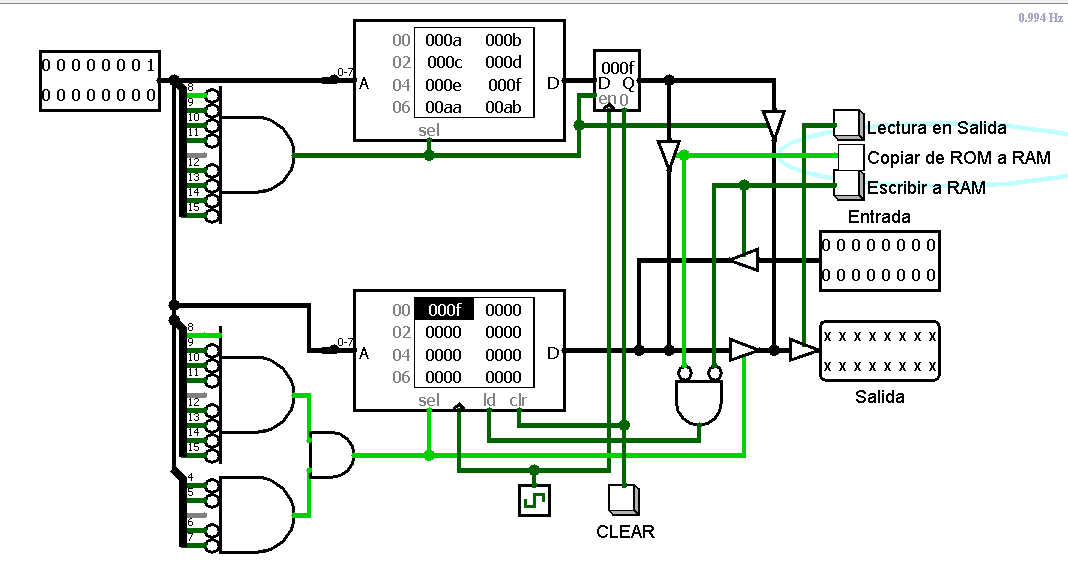 0.994 Hz
0 0 0 0 0 0 0 1
0 0 0 0 0 0 0 0
0-7
A
00 000a 000b
02 000c 000d
04 000e 000f
06 00aa 00ab
D
sel
000f
D Q
en 0
8
9
10
11
12
13
14
15
Lectura en Salida
Copiar de ROM a RAM
Escribir a RAM
Entrada
0 0 0 0 0 0 0 0
0 0 0 0 0 0 0 0
0-7
A
00 000f 0000
02 0000 0000
04 0000 0000
06 0000 0000
D
sel ld clr
x x x x x x x x
x x x x x x x x
Salida
8
9
10
11
12
13
14
15
4
5
6
7
CLEAR